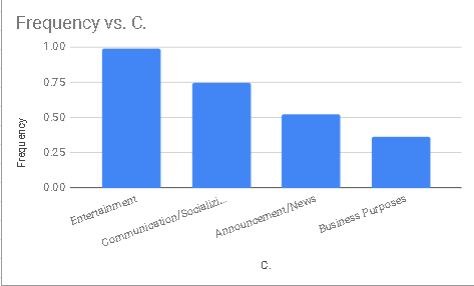 Frequency vs. C.
1.00
0.75
0.50
0.25
0.00
Frequency
Entertainment
Communication/Socializi...
Announcement/News
Business Purposes
C.